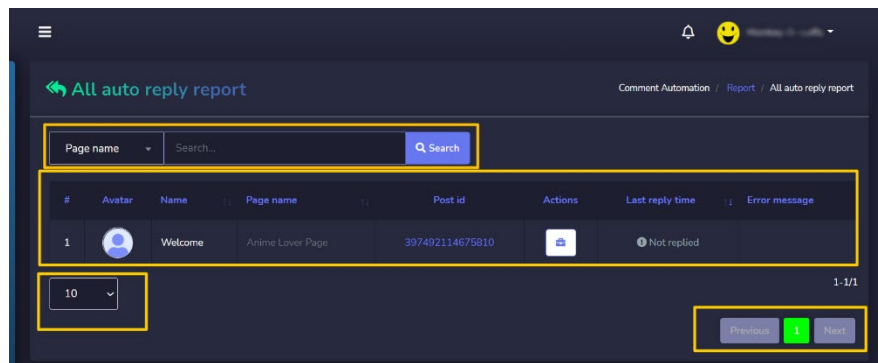 All auto reply report
Comment Automation / Report / All auto reply report
Page name Search... Search
# Avatar Name Page name Post id Actions Last reply time Error message
1 Welcome Anime Lover Page 397492114675810 Not replied
10
1-1/1
Previous 1 Next